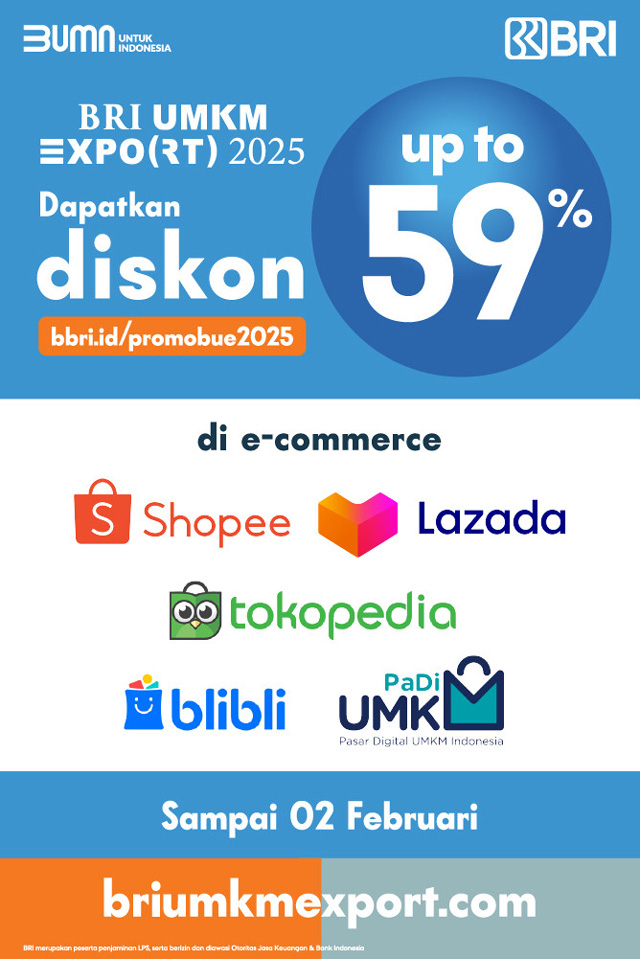 BUMN UNTUK
INDONESIA
BRI
BRI UMKM
EXPO(RT) 2025
Dapatkan
diskon
bbri.id/promobue2025
up to
59%
di e-commerce
S Shopee
Lazada
tokopedia
blibli
PaDi
UMKM
Pasar Digital UMKM Indonesia
Sampai 02 Februari
briumkmexport.com
BRI merupakan peserta penjaminan LPS, serta berizin dan diawasi Otoritas Jasa Keuangan & Bank Indonesia